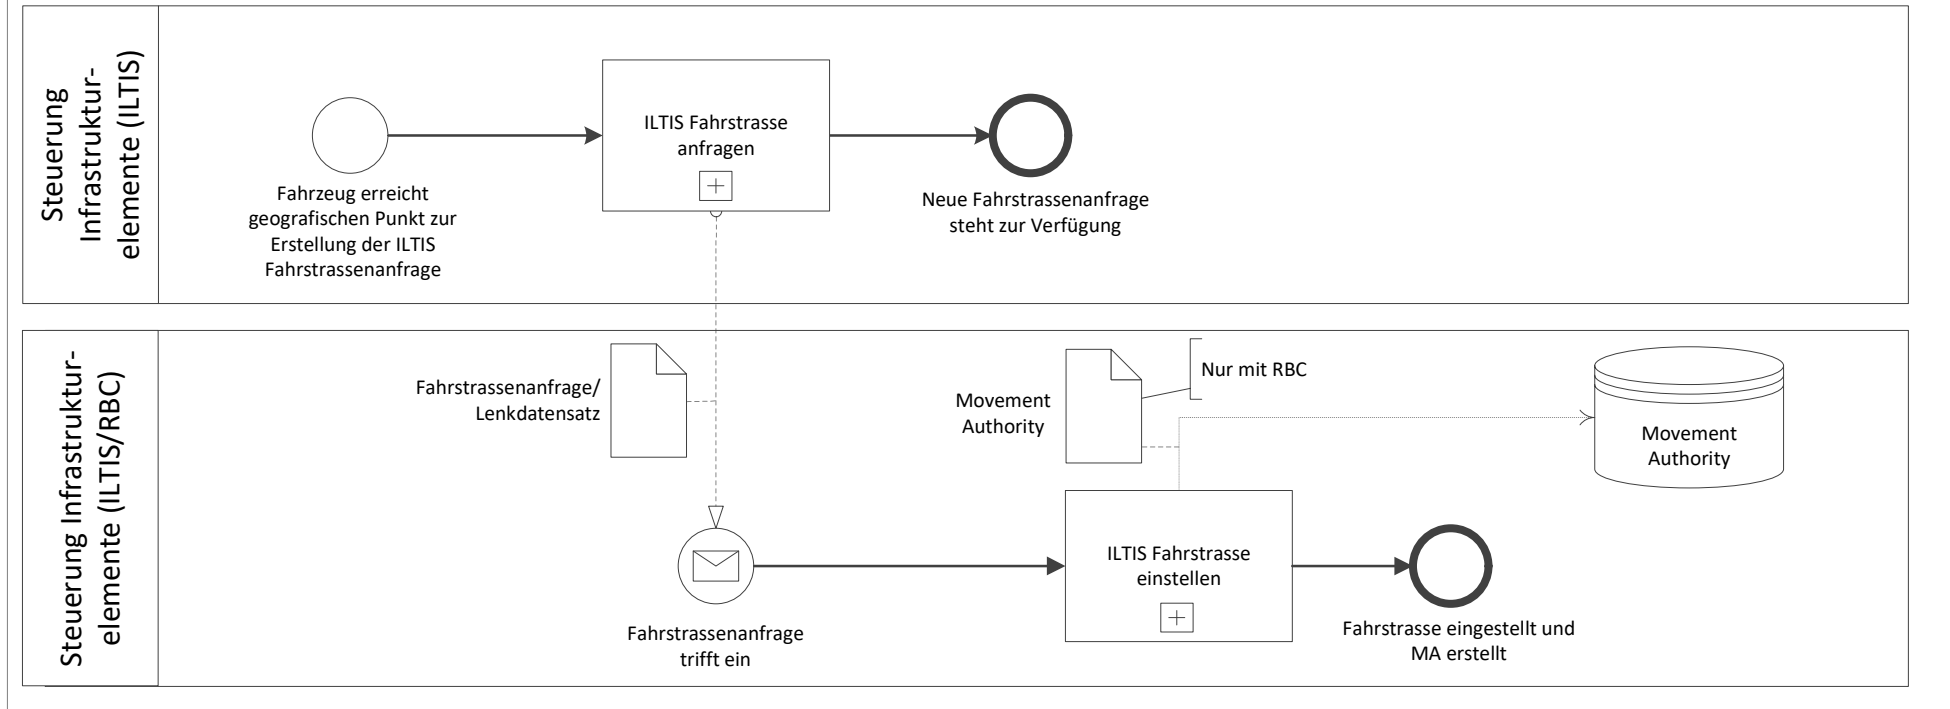 Steuerung
Infrastruktur-
elemente (ILTIS)
Fahrzeug erreicht
geografischen Punkt zur
Erstellung der ILTIS
Fahrstrassenanfrage
ILTIS Fahrstrasse
anfragen
Neue Fahrstrassenanfrage
steht zur Verfügung
Steuerung Infrastruktur-
elemente (ILTIS/RBC)
Fahrstrassenanfrage/
Lenkdatensatz
Fahrstrassenanfrage
trifft ein
Movement
Authority
Nur mit RBC
ILTIS Fahrstrasse
einstellen
Movement
Authority
Fahrstrasse eingestellt und
MA erstellt